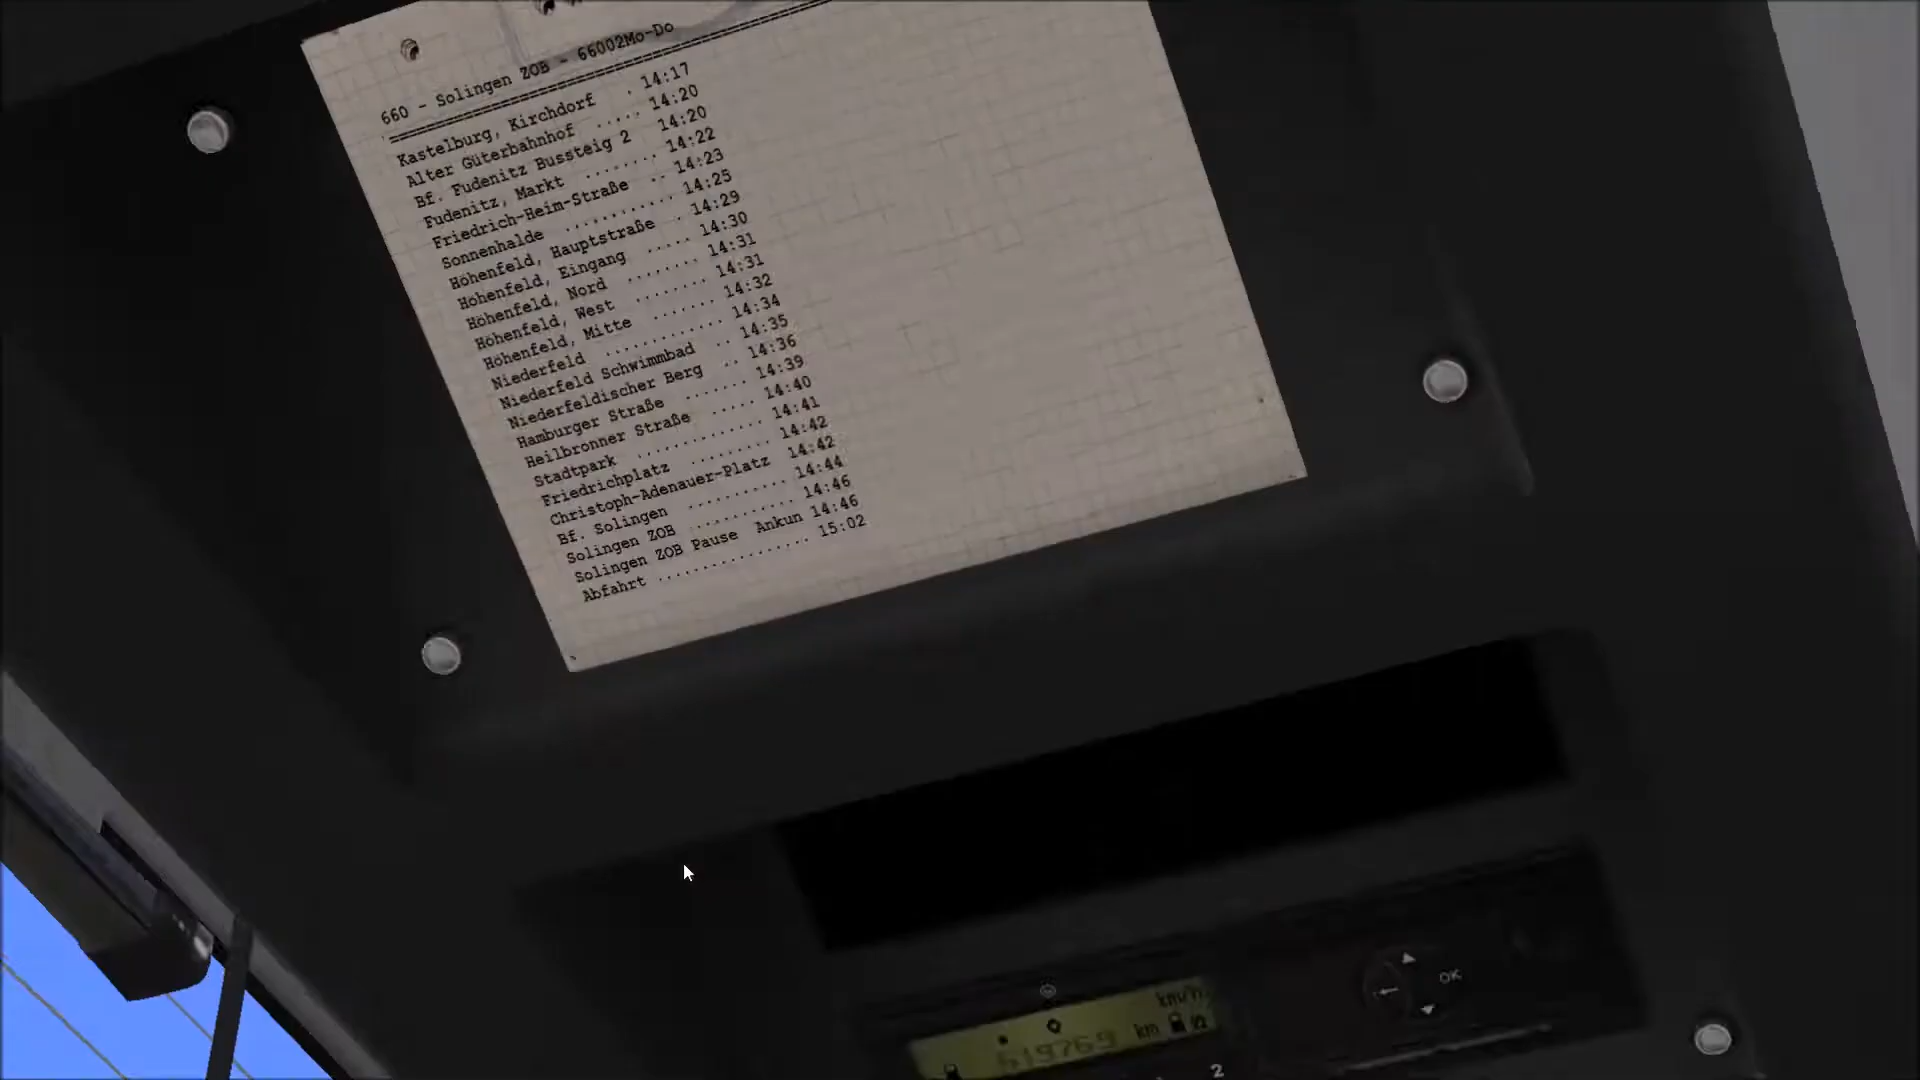 660 - Solingen ZOB - 66002Mo-Do
================================
Kastelburg, Kirchdorf . 14:17
Alter Güterbahnhof ..... 14:20
Bf. Fudenitz Bussteig 2 14:20
Fudenitz, Markt ....... 14:22
Friedrich-Heim-Straße .. 14:23
Sonnenhalde ............ 14:25
Höhenfeld, Hauptstraße . 14:29
Höhenfeld, Eingang ..... 14:30
Höhenfeld, Nord ........ 14:31
Höhenfeld, West ........ 14:31
Höhenfeld, Mitte ....... 14:32
Niederfeld ............ 14:34
Niederfeld Schwimmbad .. 14:35
Niederfeldischer Berg .. 14:36
Hamburger Straße ....... 14:39
Heilbronner Straße ..... 14:40
Stadtpark ............. 14:41
Friedrichplatz ........ 14:42
Christoph-Adenauer-Platz 14:42
Bf. Solingen .......... 14:44
Solingen ZOB .......... 14:46
Solingen ZOB Pause Ankun 14:46
Abfahrt ............... 15:02
km/h
619769 km
OK
2